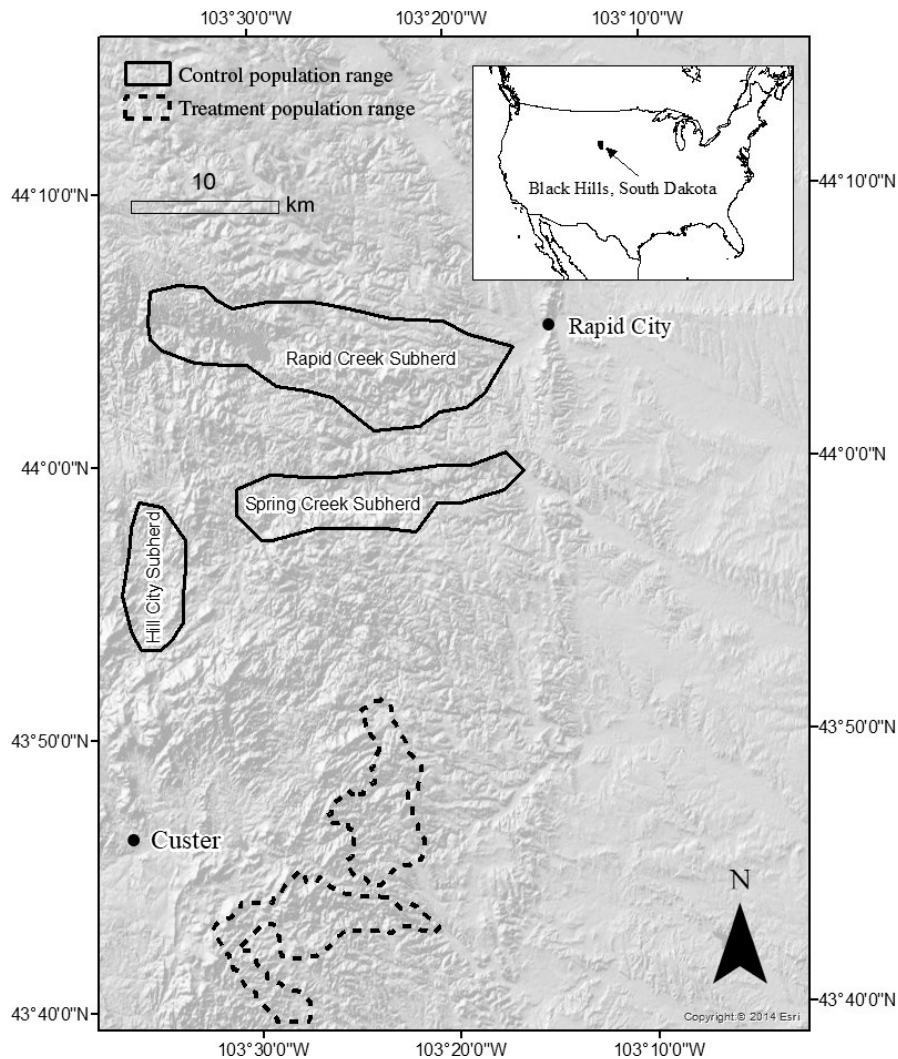 103°30'0"W
103°20'0"W
103°10'0"W
Control population range
Treatment population range
10
km
Black Hills, South Dakota
44°10'0"N
44°10'0"N
Rapid City
Rapid Creek Subherd
44°0'0"N
44°0'0"N
Spring Creek Subherd
Hill City Subherd
43°50'0"N
43°50'0"N
Custer
N
43°40'0"N
43°40'0"N
Copyright:© 2014 Esri
103°30'0"W
103°20'0"W
103°10'0"W